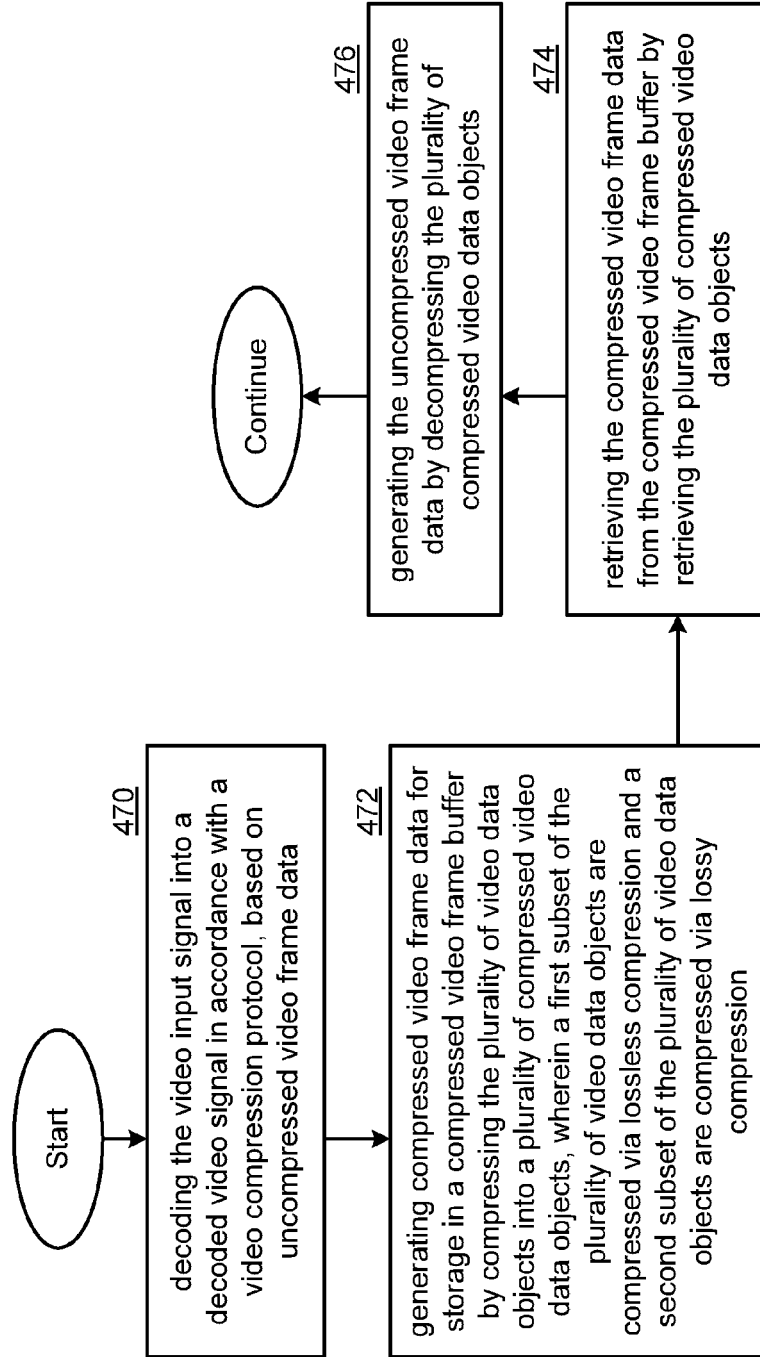 Start
470
decoding the video input signal into a
decoded video signal in accordance with a
video compression protocol, based on
uncompressed video frame data
472
generating compressed video frame data for
storage in a compressed video frame buffer
by compressing the plurality of video data
objects into a plurality of compressed video
data objects, wherein a first subset of the
plurality of video data objects are
compressed via lossless compression and a
second subset of the plurality of video data
objects are compressed via lossy
compression
474
retrieving the compressed video frame data
from the compressed video frame buffer by
retrieving the plurality of compressed video
data objects
476
generating the uncompressed video frame
data by decompressing the plurality of
compressed video data objects
Continue